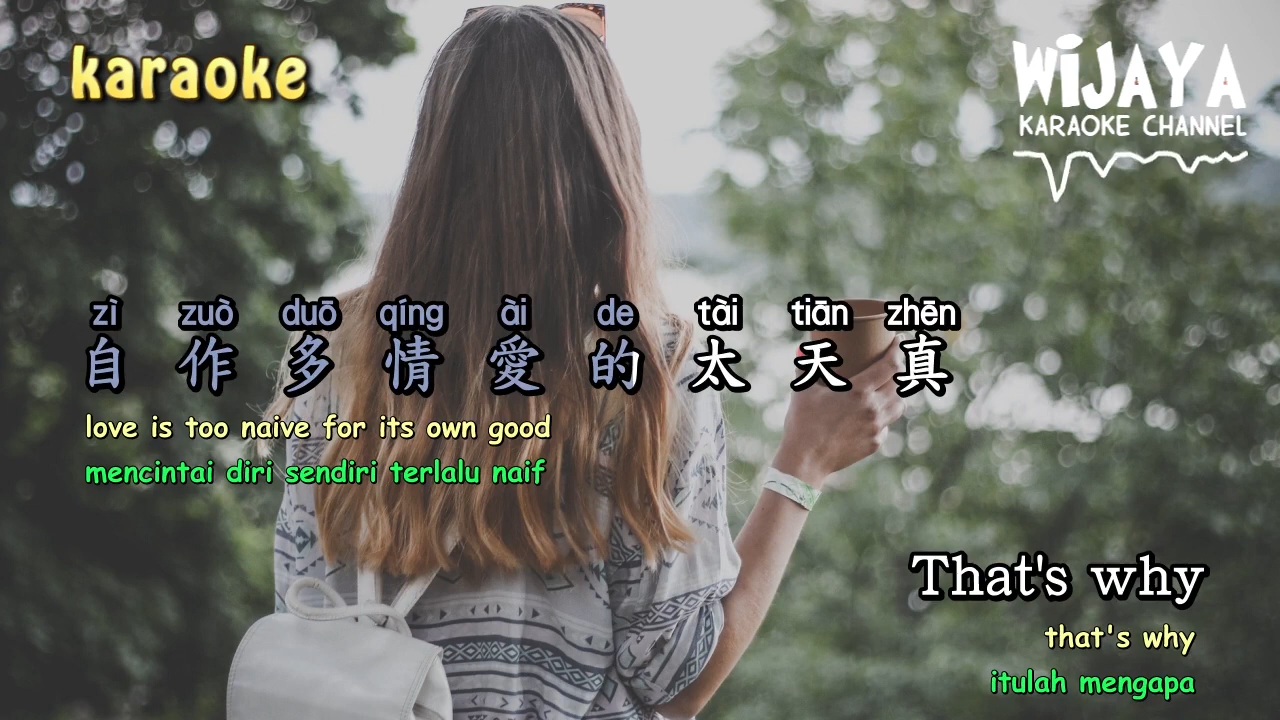 karaoke
WiJAYA
KARAOKE CHANNEL
zì zuò duō qíng ài de tài tiān zhēn
自作多情愛的太天真
love is too naive for its own good
mencintai diri sendiri terlalu naif
That's why
that's why
itulah mengapa